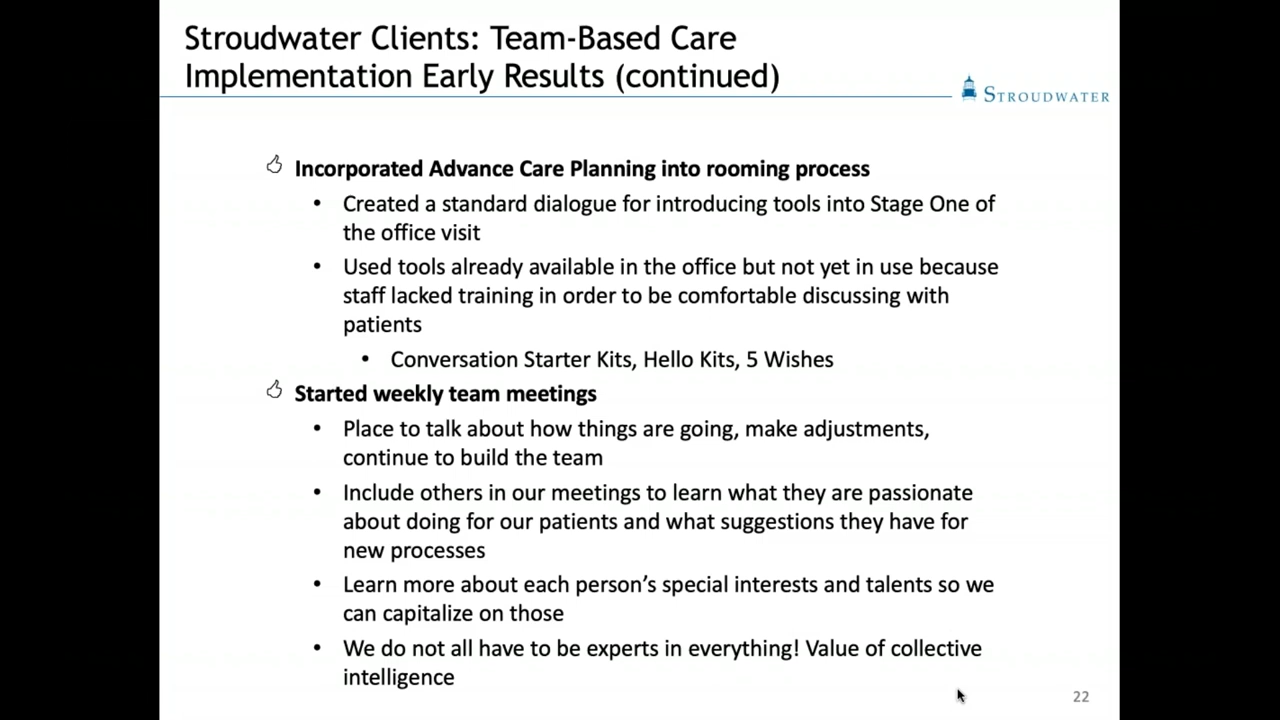 Stroudwater Clients: Team-Based Care
Implementation Early Results (continued)
STROUDWATER
Incorporated Advance Care Planning into rooming process
• Created a standard dialogue for introducing tools into Stage One of
the office visit
• Used tools already available in the office but not yet in use because
staff lacked training in order to be comfortable discussing with
patients
• Conversation Starter Kits, Hello Kits, 5 Wishes
Started weekly team meetings
• Place to talk about how things are going, make adjustments,
continue to build the team
• Include others in our meetings to learn what they are passionate
about doing for our patients and what suggestions they have for
new processes
• Learn more about each person’s special interests and talents so we
can capitalize on those
• We do not all have to be experts in everything! Value of collective
intelligence
22